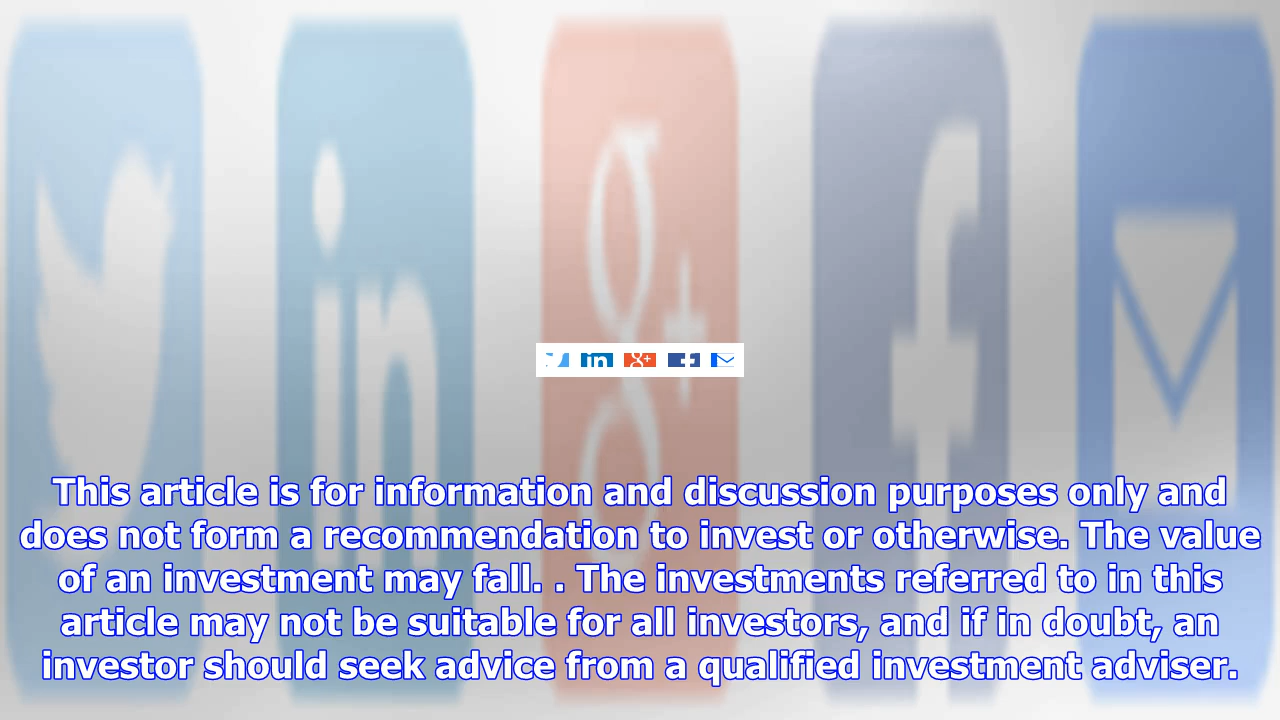 in g+ f
This article is for information and discussion purposes only and
does not form a recommendation to invest or otherwise. The value
of an investment may fall. . The investments referred to in this
article may not be suitable for all investors, and if in doubt, an
investor should seek advice from a qualified investment adviser.